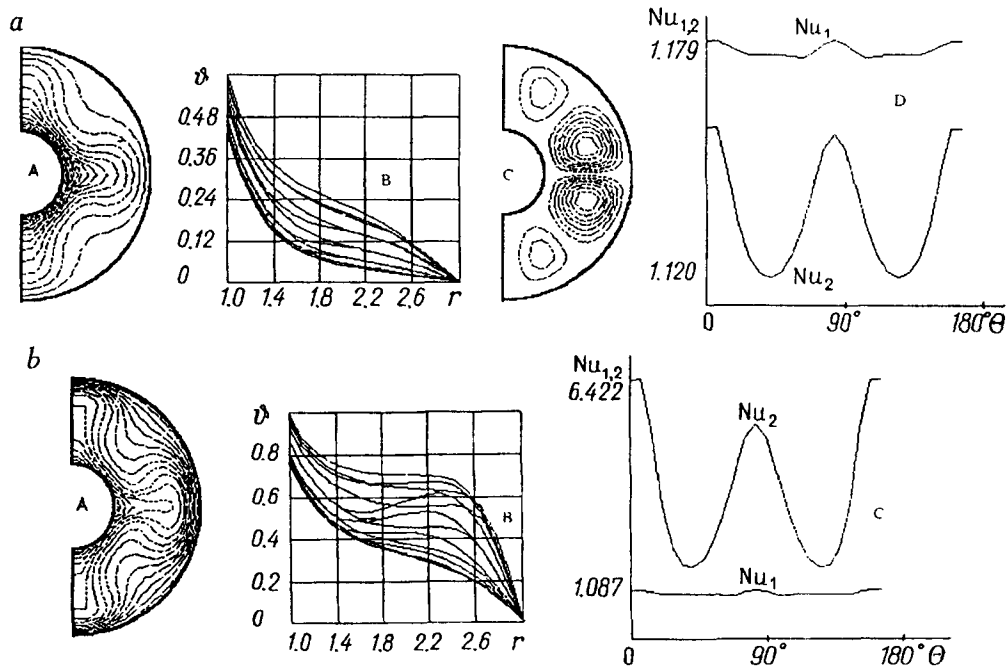 a
A
ϑ
0.48
0.36
0.24
0.12
0
1.0 1.4 1.8 2.2 2.6 r
B
C
Nu1,2
1.179
1.120
Nu1
D
Nu2
0 90° 180° Θ
b
A
ϑ
0.8
0.6
0.4
0.2
0
1.0 1.4 1.8 2.2 2.6 r
B
Nu1,2
6.422
1.087
Nu2
C
Nu1
0 90° 180° Θ